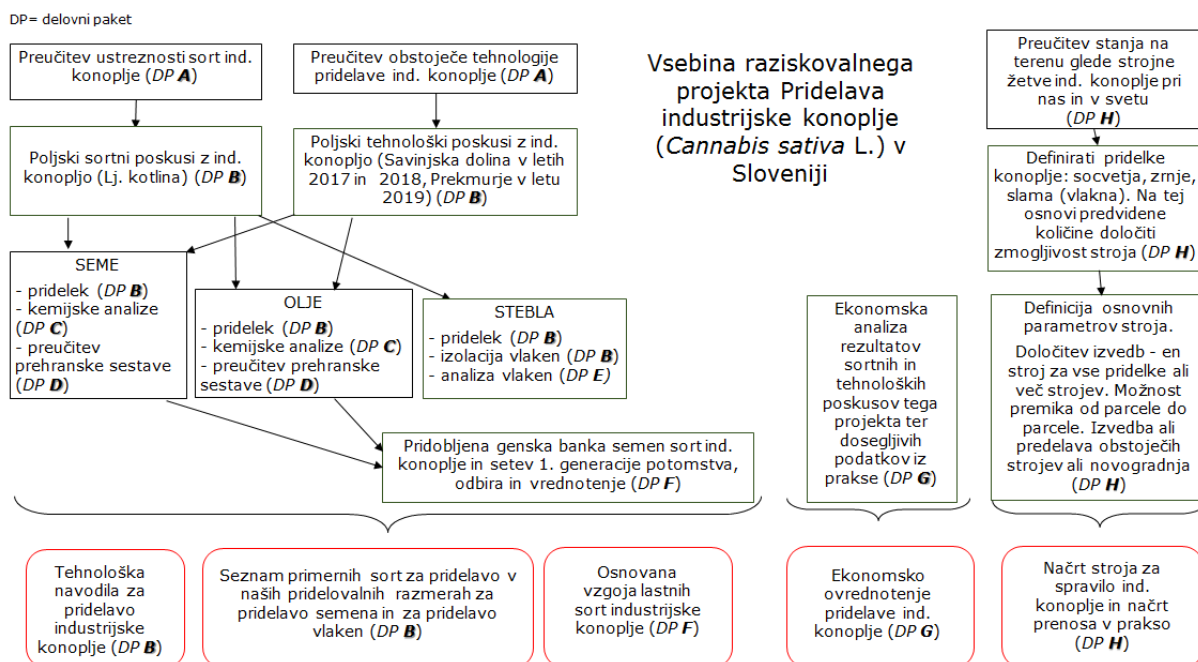 DP= delovni paket
Preučitev ustreznosti sort ind.
konoplje (DP A)
Preučitev obstoječe tehnologije
pridelave ind. konoplje (DP A)
Vsebina raziskovalnega
projekta Pridelava
industrijske konoplje
(Cannabis sativa L.) v
Sloveniji
Preučitev stanja na
terenu glede strojne
žetve ind. konoplje pri
nas in v svetu
(DP H)
Poljski sortni poskusi z ind.
konopljo (Lj. kotlina) (DP B)
Poljski tehnološki poskusi z ind.
konopljo (Savinjska dolina v letih
2017 in 2018, Prekmurje v letu
2019) (DP B)
Definirati pridelke
konoplje: socvetja, zrnje,
slama (vlakna). Na tej
osnovi predvidene
količine določiti
zmogljivost stroja (DP H)
SEME
- pridelek (DP B)
- kemijske analize
(DP C)
- preučitev
prehranske sestave
(DP D)
OLJE
- pridelek (DP B)
- kemijske analize (DP C)
- preučitev prehranske
sestave (DP D)
STEBLA
- pridelek (DP B)
- izolacija vlaken (DP B)
- analiza vlaken (DP E)
Ekonomska
analiza
rezultatov
sortnih in
tehnoloških
poskusov tega
projekta ter
dosegljivih
podatkov iz
prakse (DP G)
Definicija osnovnih
parametrov stroja.
Določitev izvedb - en
stroj za vse pridelke ali
več strojev. Možnost
premika od parcele do
parcele. Izvedba ali
predelava obstoječih
strojev ali novogradnja
(DP H)
Pridobljena genska banka semen sort ind.
konoplje in setev 1. generacije potomstva,
odbira in vrednotenje (DP F)
Tehnološka
navodila za
pridelavo
industrijske
konoplje (DP B)
Seznam primernih sort za pridelavo v
naših pridelovalnih razmerah za
pridelavo semena in za pridelavo
vlaken (DP B)
Osnovana
vzgoja lastnih
sort industrijske
konoplje (DP F)
Ekonomsko
ovrednotenje
pridelave ind.
konoplje (DP G)
Načrt stroja za
spravilo ind.
konoplje in načrt
prenosa v prakso
(DP H)